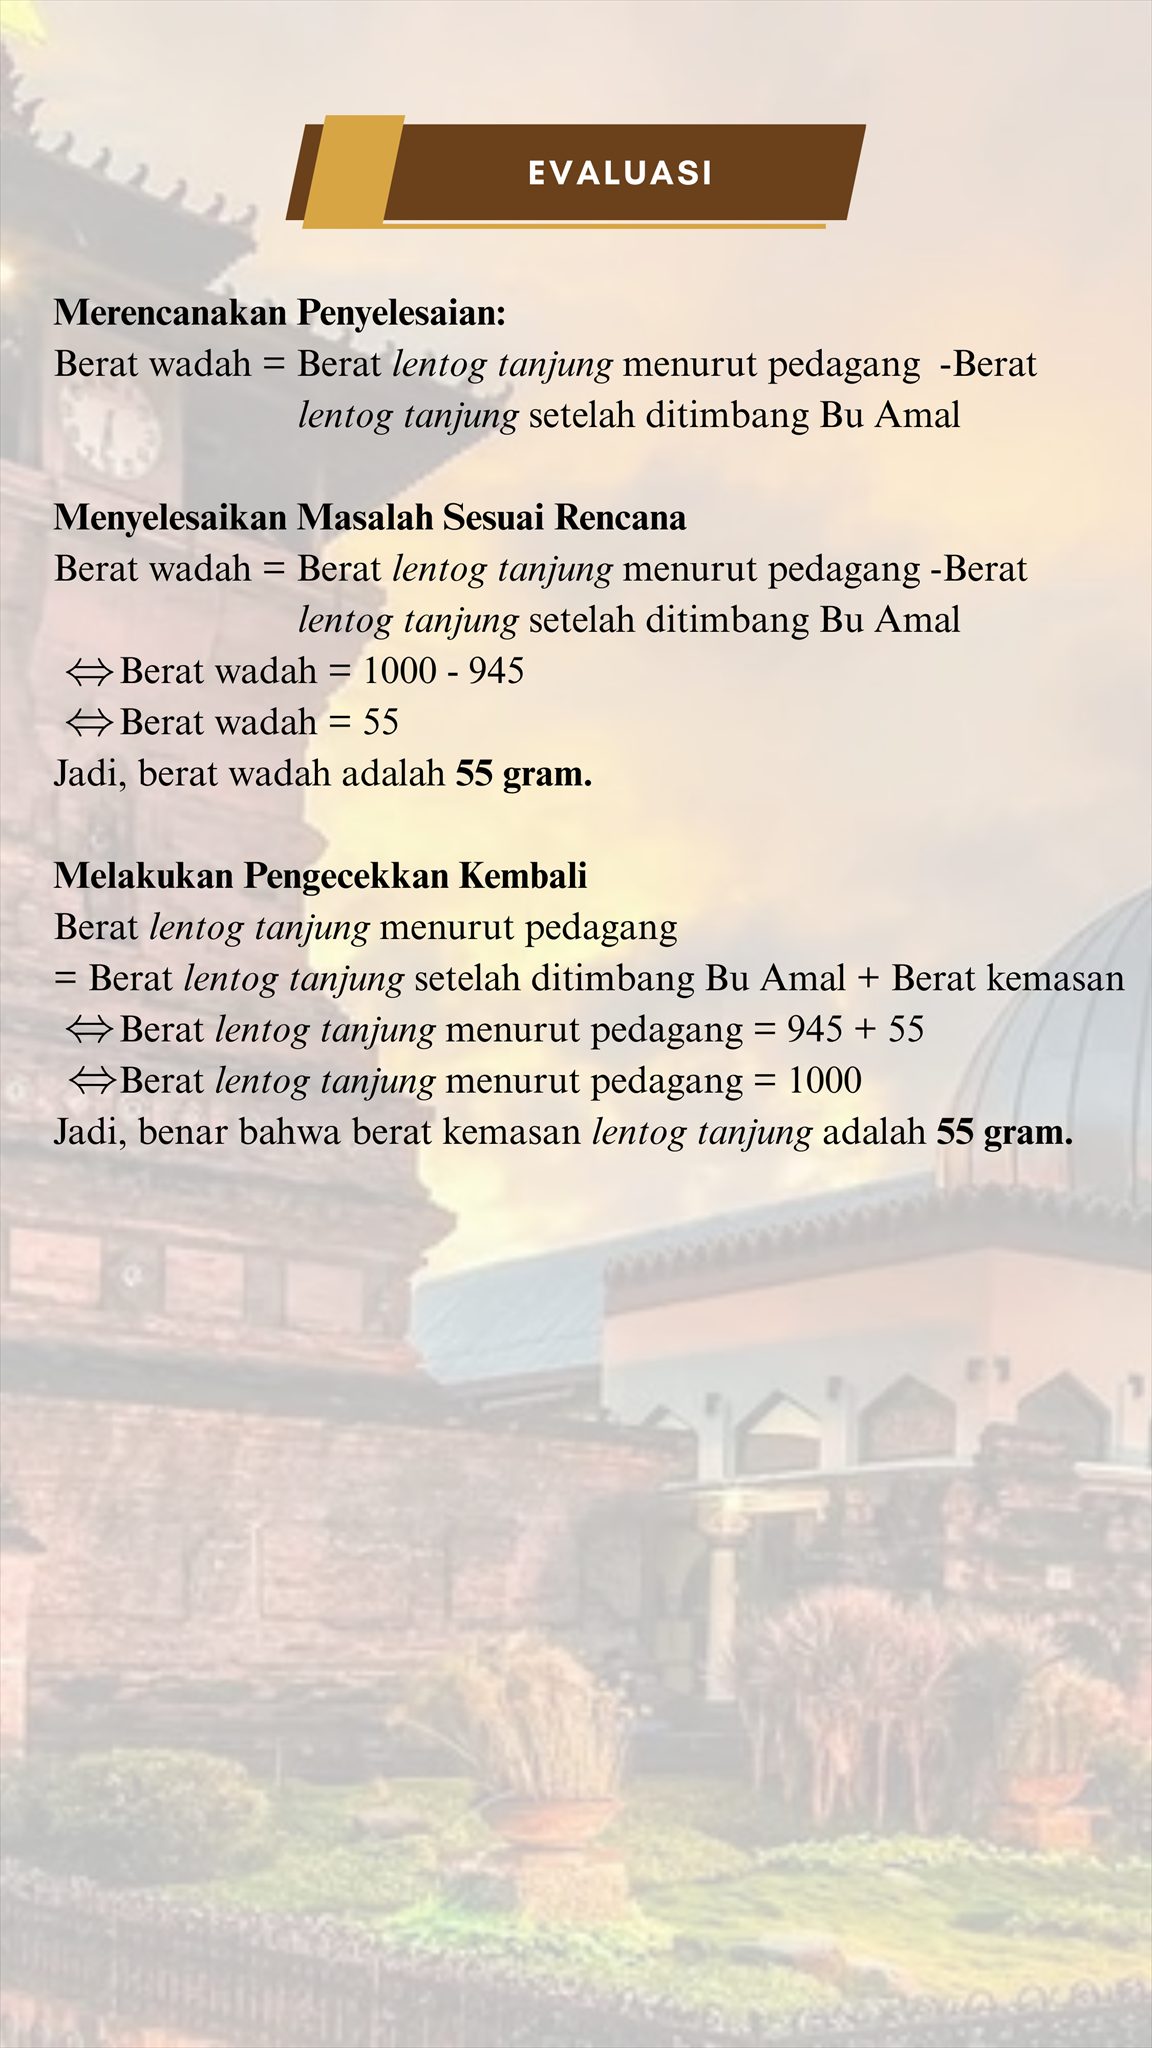 EVALUASI
Merencanakan Penyelesaian:
Berat wadah = Berat lentog tanjung menurut pedagang  -Berat
lentog tanjung setelah ditimbang Bu Amal
Menyelesaikan Masalah Sesuai Rencana
Berat wadah = Berat lentog tanjung menurut pedagang -Berat
lentog tanjung setelah ditimbang Bu Amal
⇔ Berat wadah = 1000 - 945
⇔ Berat wadah = 55
Jadi, berat wadah adalah 55 gram.
Melakukan Pengecekkan Kembali
Berat lentog tanjung menurut pedagang
= Berat lentog tanjung setelah ditimbang Bu Amal + Berat kemasan
⇔ Berat lentog tanjung menurut pedagang = 945 + 55
⇔ Berat lentog tanjung menurut pedagang = 1000
Jadi, benar bahwa berat kemasan lentog tanjung adalah 55 gram.